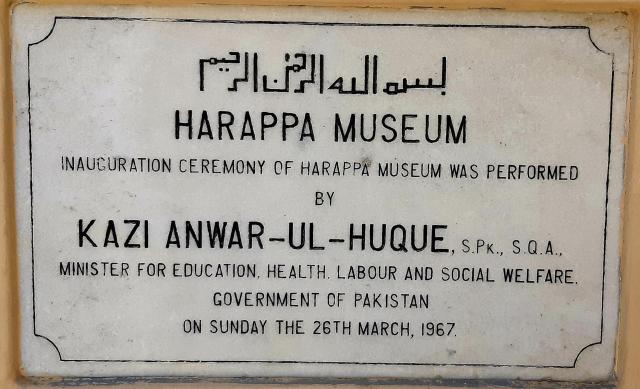 بسم الله الرحمن الرحيم
HARAPPA MUSEUM
INAUGURATION CEREMONY OF HARAPPA MUSEUM WAS PERFORMED
BY
KAZI ANWAR-UL-HUQUE, S.PK., S.Q.A.,
MINISTER FOR EDUCATION, HEALTH, LABOUR AND SOCIAL WELFARE.
GOVERNMENT OF PAKISTAN
ON SUNDAY THE 26TH MARCH, 1967.